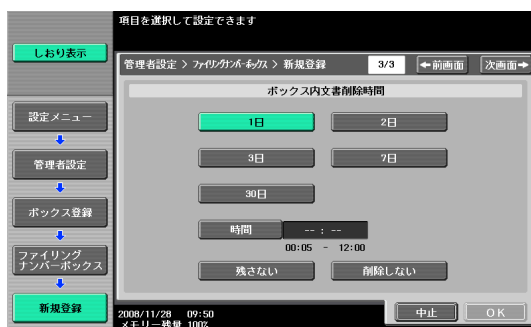 項目を選択して設定できます
しおり表示
管理者設定 > ファイリングナンバーボックス > 新規登録
3/3
←前画面
次画面→
ボックス内文書削除時間
設定メニュー
管理者設定
ボックス登録
ファイリング
ナンバーボックス
新規登録
1日
2日
3日
7日
30日
時間
-- : --
00:05 - 12:00
残さない
削除しない
2008/11/28 09:50
メモリー残量 100%
中止
OK